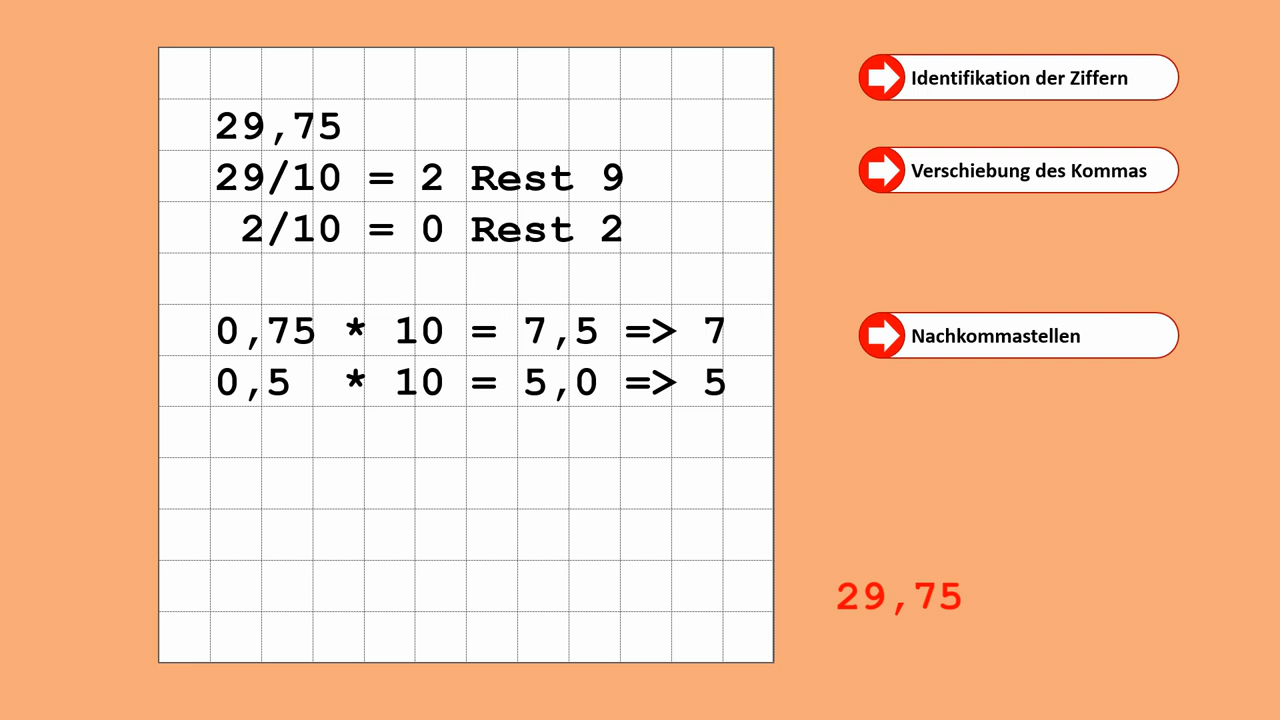 29,75
29/10 = 2 Rest 9
2/10 = 0 Rest 2
0,75 * 10 = 7,5 => 7
0,5 * 10 = 5,0 => 5
Identifikation der Ziffern
Verschiebung des Kommas
Nachkommastellen
29,75